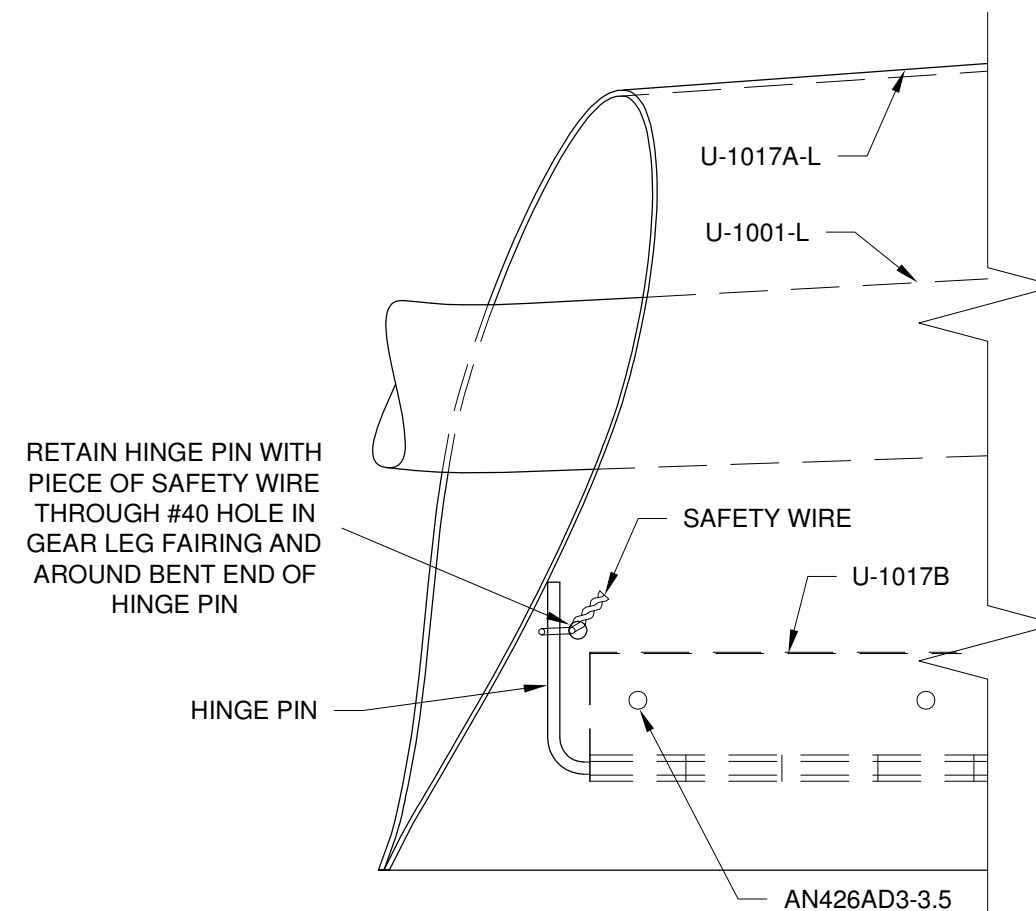 U-1017A-L
U-1001-L
RETAIN HINGE PIN WITH
PIECE OF SAFETY WIRE
THROUGH #40 HOLE IN
GEAR LEG FAIRING AND
AROUND BENT END OF
HINGE PIN
SAFETY WIRE
U-1017B
HINGE PIN
AN426AD3-3.5